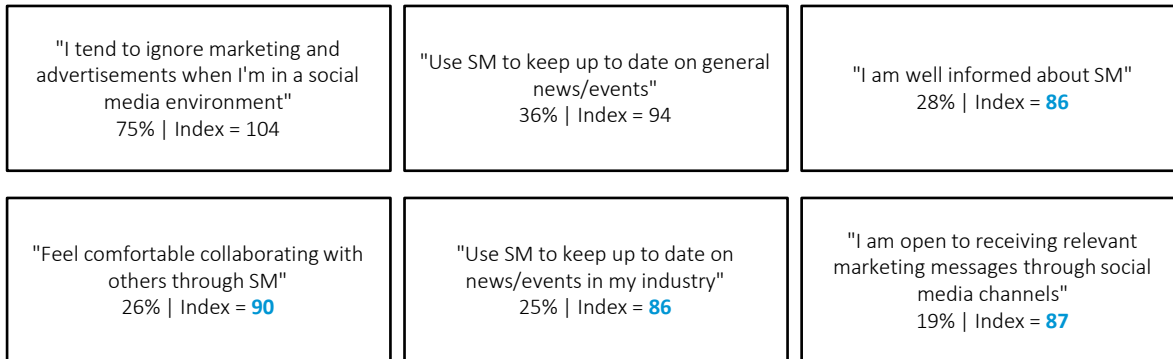 "I tend to ignore marketing and
advertisements when I'm in a social
media environment"
75% | Index = 104
"Use SM to keep up to date on general
news/events"
36% | Index = 94
"I am well informed about SM"
28% | Index = 86
"Feel comfortable collaborating with
others through SM"
26% | Index = 90
"Use SM to keep up to date on
news/events in my industry"
25% | Index = 86
"I am open to receiving relevant
marketing messages through social
media channels"
19% | Index = 87